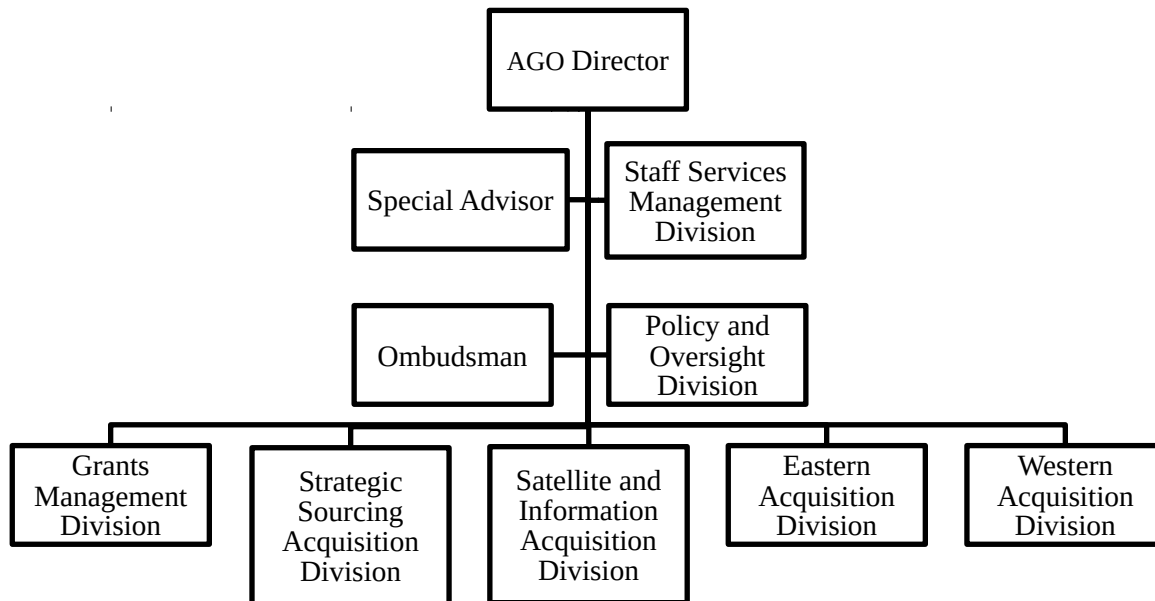 AGO Director
Special Advisor
Staff Services
Management
Division
Ombudsman
Policy and
Oversight
Division
Grants
Management
Division
Strategic
Sourcing
Acquisition
Division
Satellite and
Information
Acquisition
Division
Eastern
Acquisition
Division
Western
Acquisition
Division